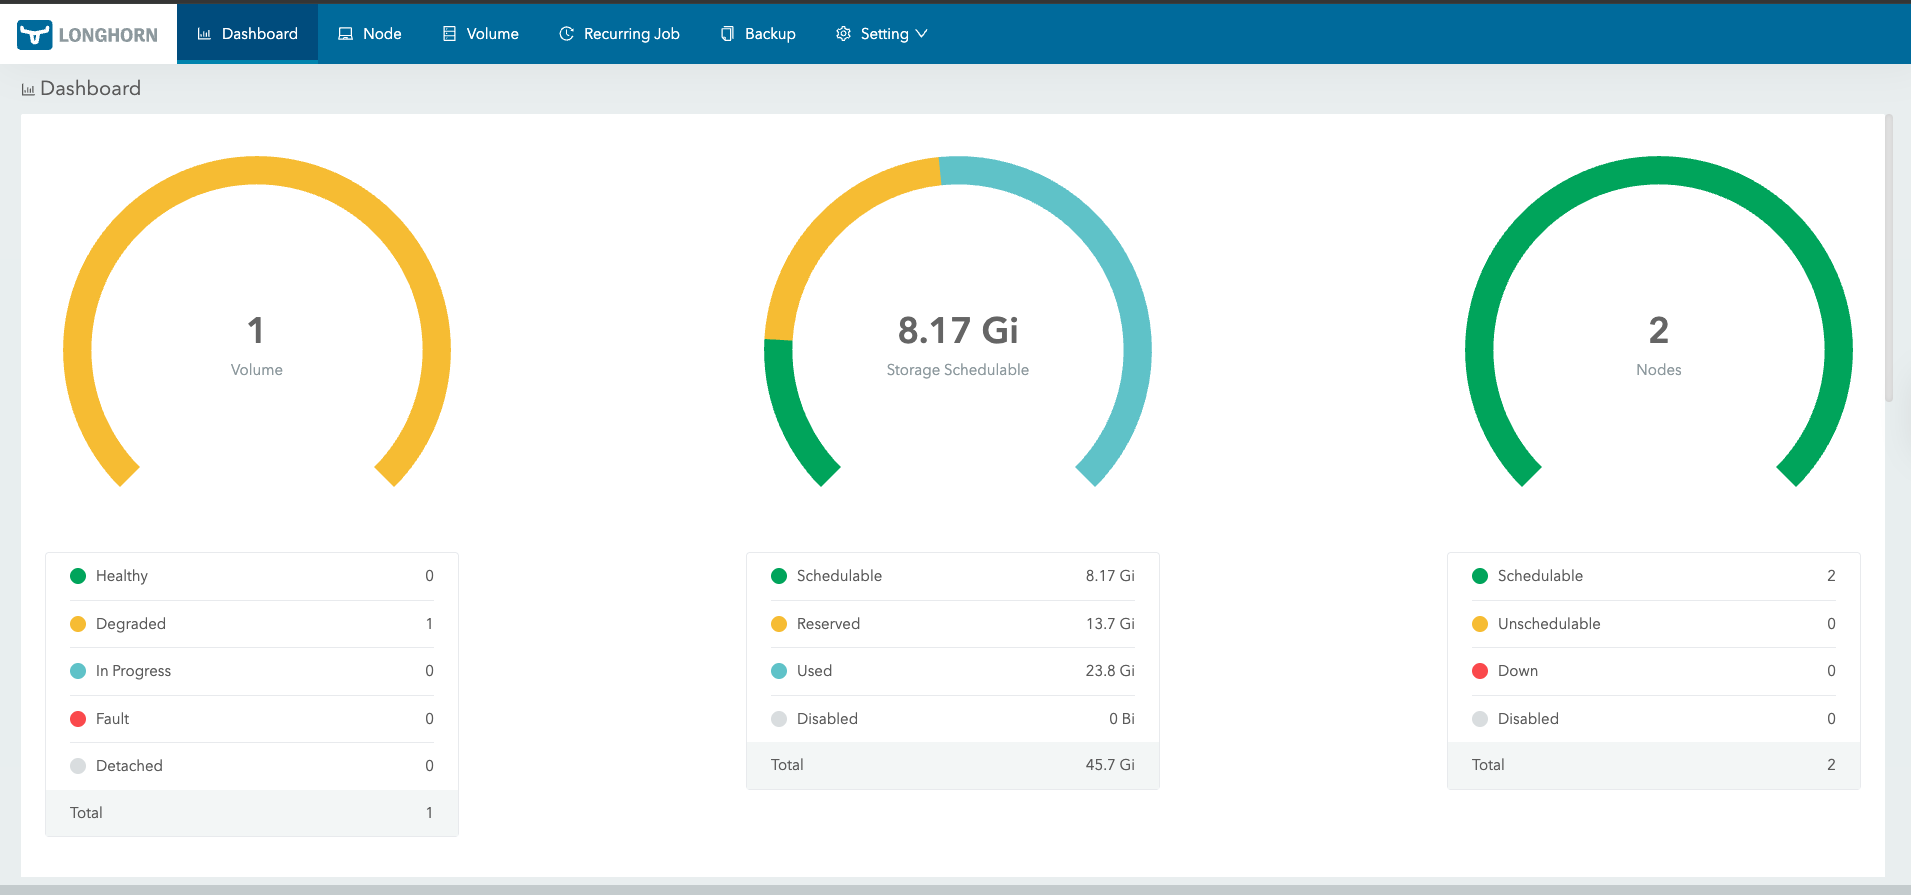 LONGHORN Dashboard Node Volume Recurring Job Backup Setting
Dashboard
1
Volume
Healthy 0
Degraded 1
In Progress 0
Fault 0
Detached 0
Total 1
8.17 Gi
Storage Schedulable
Schedulable 8.17 Gi
Reserved 13.7 Gi
Used 23.8 Gi
Disabled 0 Bi
Total 45.7 Gi
2
Nodes
Schedulable 2
Unschedulable 0
Down 0
Disabled 0
Total 2